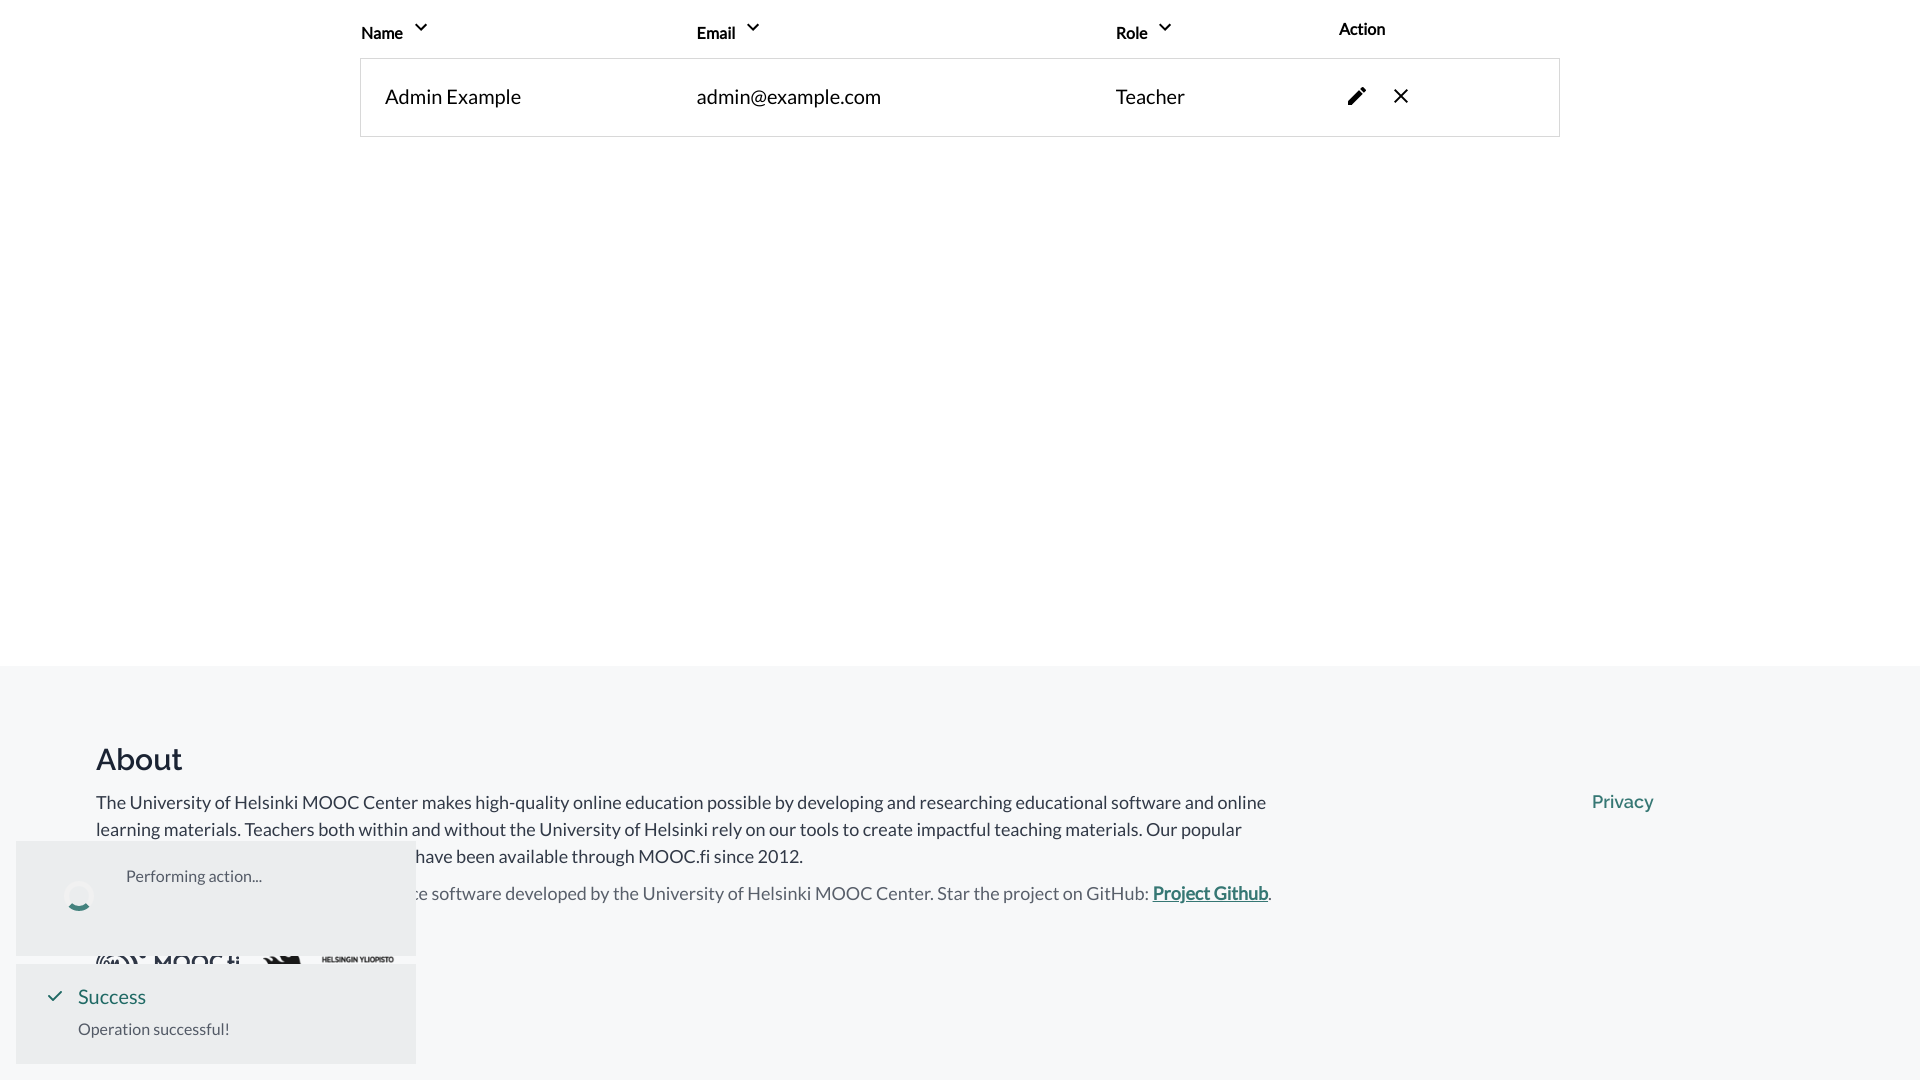 Name Email Role Action
Admin Example admin@example.com Teacher
About
The University of Helsinki MOOC Center makes high-quality online education possible by developing and researching educational software and online
learning materials. Teachers both within and without the University of Helsinki rely on our tools to create impactful teaching materials. Our popular
have been available through MOOC.fi since 2012.
software developed by the University of Helsinki MOOC Center. Star the project on GitHub: Project Github.
Privacy
Performing action...
MOOC.fi HELSINGIN YLIOPISTO
Success
Operation successful!